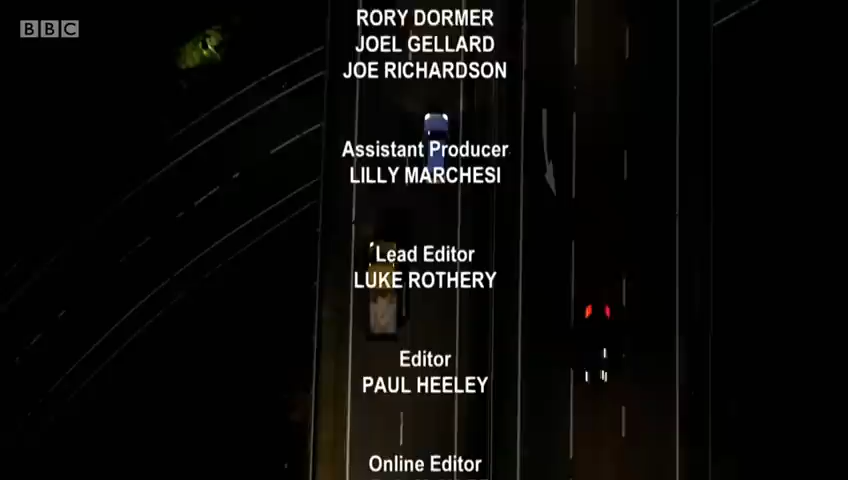 BBC
RORY DORMER
JOEL GELLARD
JOE RICHARDSON
Assistant Producer
LILLY MARCHESI
Lead Editor
LUKE ROTHERY
Editor
PAUL HEELEY
Online Editor